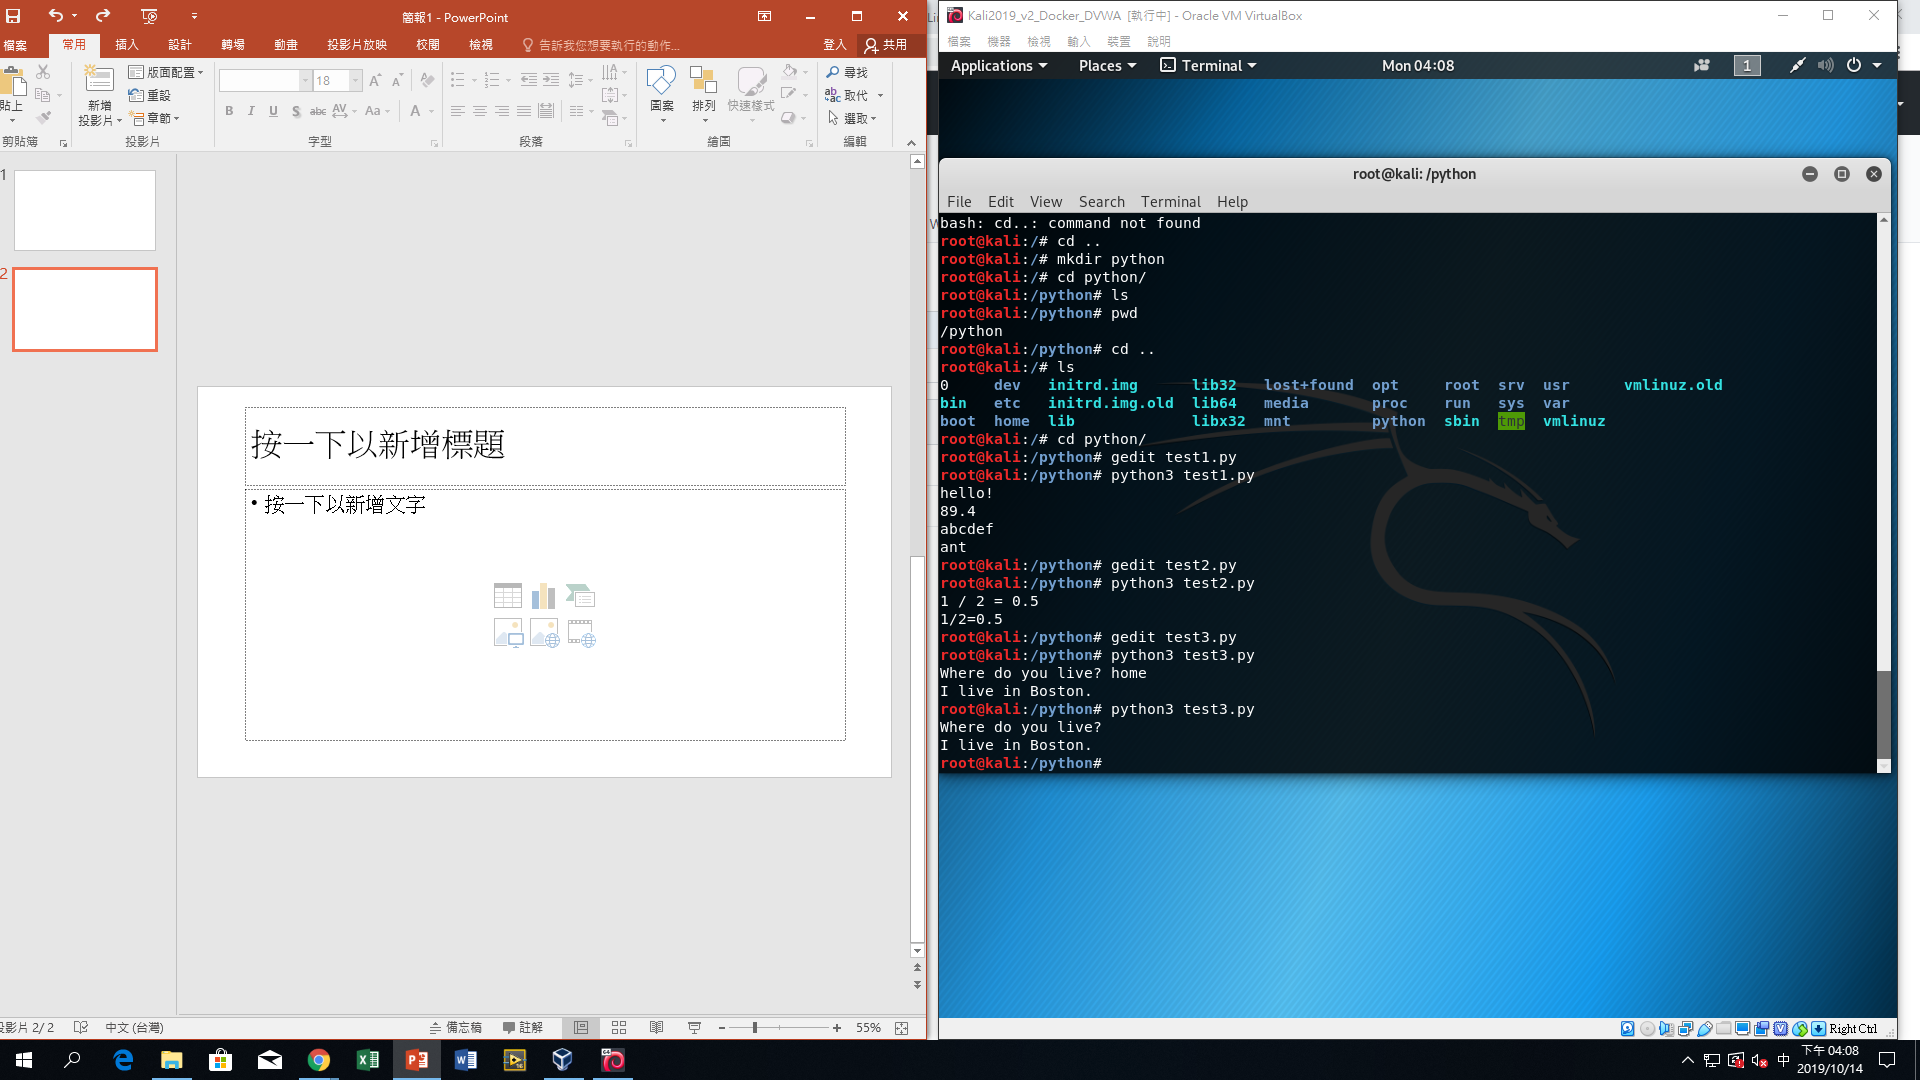 簡報1 - PowerPoint
檔案 常用 插入 設計 轉場 動畫 投影片放映 校閱 檢視 告訴我您想要執行的動作... 登入 共用
貼上 新增 投影片 版面配置 重設 章節 18 圖案 排列 快速樣式 尋找 取代 選取
剪貼簿 投影片 字型 段落 繪圖 編輯
1
2
按一下以新增標題
• 按一下以新增文字
投影片 2/ 2 中文 (台灣) 備忘稿 註解 55%
Kali2019_v2_Docker_DVWA [執行中] - Oracle VM VirtualBox
檔案 機器 檢視 輸入 裝置 說明
Applications Places Terminal Mon 04:08 1
root@kali: /python
File Edit View Search Terminal Help
bash: cd..: command not found
root@kali:/# cd ..
root@kali:/# mkdir python
root@kali:/# cd python/
root@kali:/python# ls
root@kali:/python# pwd
/python
root@kali:/python# cd ..
root@kali:/# ls
0 dev initrd.img lib32 lost+found opt root srv usr vmlinuz.old
bin etc initrd.img.old lib64 media proc run sys var
boot home lib libx32 mnt python sbin tmp vmlinuz
root@kali:/# cd python/
root@kali:/python# gedit test1.py
root@kali:/python# python3 test1.py
hello!
89.4
abcdef
ant
root@kali:/python# gedit test2.py
root@kali:/python# python3 test2.py
1 / 2 = 0.5
1/2=0.5
root@kali:/python# gedit test3.py
root@kali:/python# python3 test3.py
Where do you live? home
I live in Boston.
root@kali:/python# python3 test3.py
Where do you live?
I live in Boston.
root@kali:/python#
Right Ctrl
中 下午 04:08
2019/10/14